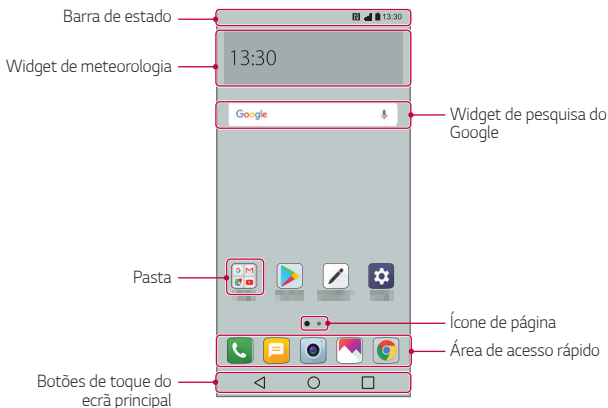 Barra de estado
13:30
Widget de meteorologia
13:30
Google
Widget de pesquisa do
Google
Pasta
Ícone de página
Área de acesso rápido
Botões de toque do
ecrã principal